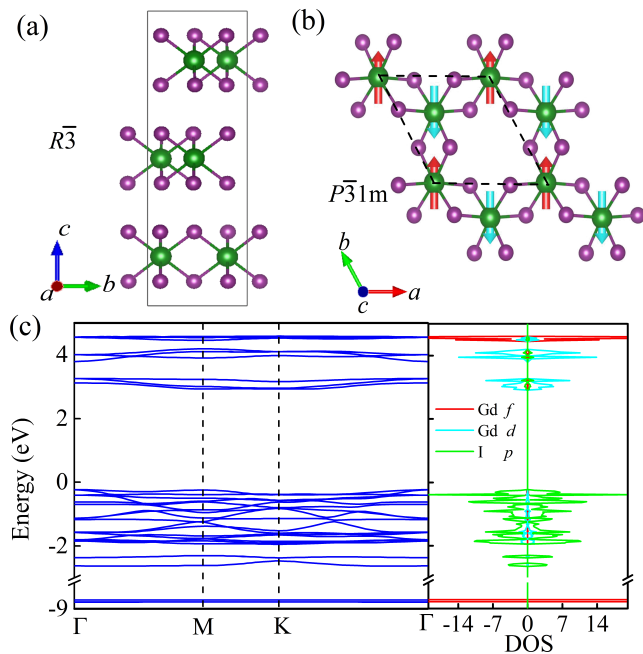 (a)
R3̅
c
a
b
(b)
P3̅1m
b
c
a
(c)
Energy (eV)
4
2
0
-2
-9
Γ
M
K
Γ
Gd f
Gd d
I p
-14
-7
0
7
14
DOS